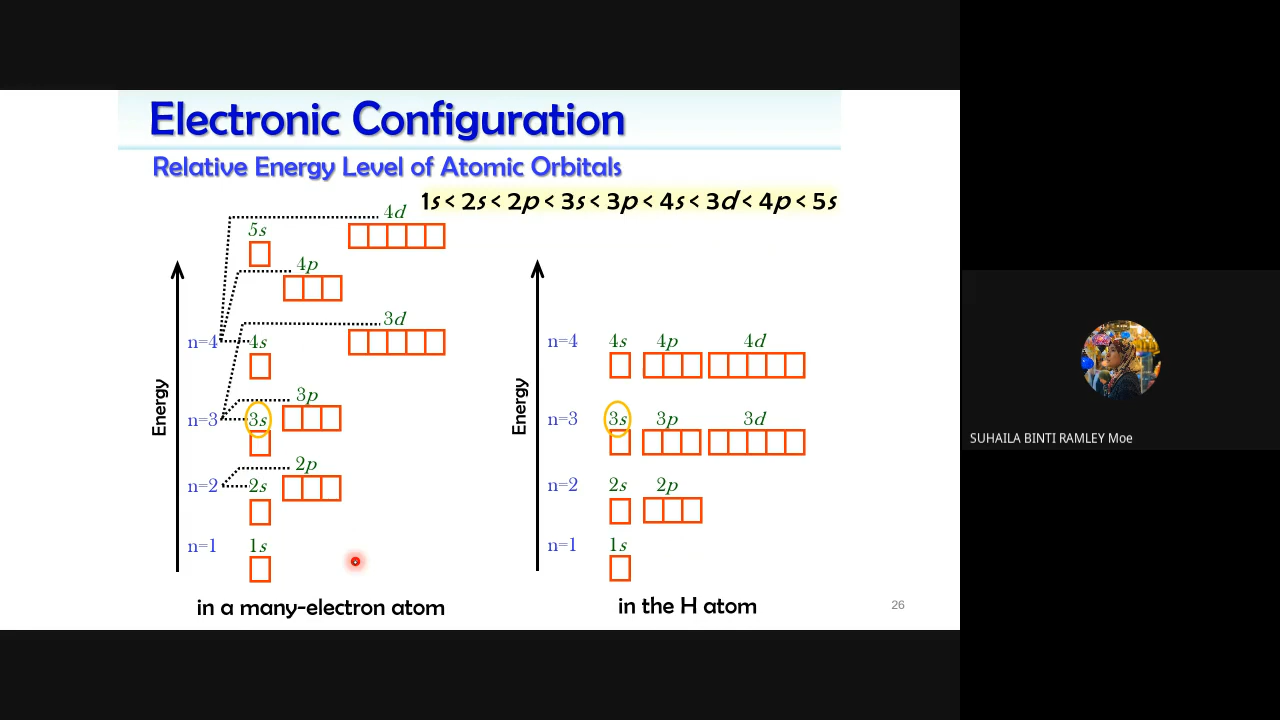 Electronic Configuration
Relative Energy Level of Atomic Orbitals
1s < 2s < 2p < 3s < 3p < 4s < 3d < 4p < 5s
4d
5s
4p
3d
n=4 4s
3p
n=3 3s
2p
n=2 2s
n=1 1s
Energy
in a many-electron atom
n=4 4s 4p 4d
n=3 3s 3p 3d
n=2 2s 2p
n=1 1s
Energy
in the H atom
26
SUHAILA BINTI RAMLEY Moe